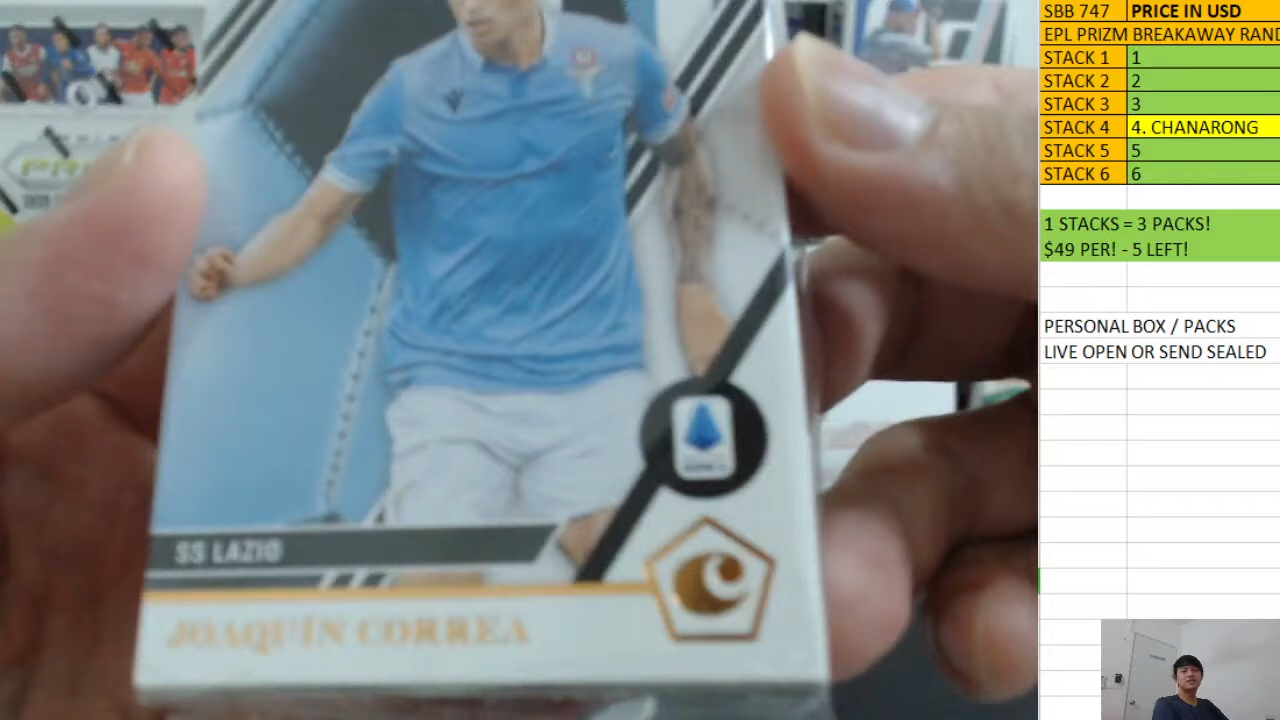 SS LAZIO
JOAQUÍN CORREA
SBB 747 PRICE IN USD
EPL PRIZM BREAKAWAY RAND
STACK 1 1
STACK 2 2
STACK 3 3
STACK 4 4. CHANARONG
STACK 5 5
STACK 6 6
1 STACKS = 3 PACKS!
$49 PER! - 5 LEFT!
PERSONAL BOX / PACKS
LIVE OPEN OR SEND SEALED